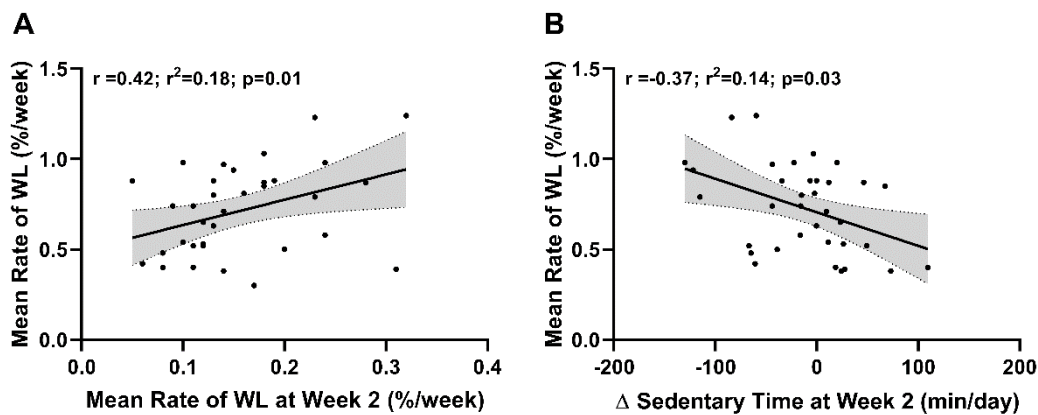 A
B
r =0.42; r²=0.18; p=0.01
r =-0.37; r²=0.14; p=0.03
Mean Rate of WL (%/week)
1.5
1.0
0.5
0.0
0.0 0.1 0.2 0.3 0.4
Mean Rate of WL at Week 2 (%/week)
Mean Rate of WL (%/week)
1.5
1.0
0.5
0.0
-200 -100 0 100 200
Δ Sedentary Time at Week 2 (min/day)